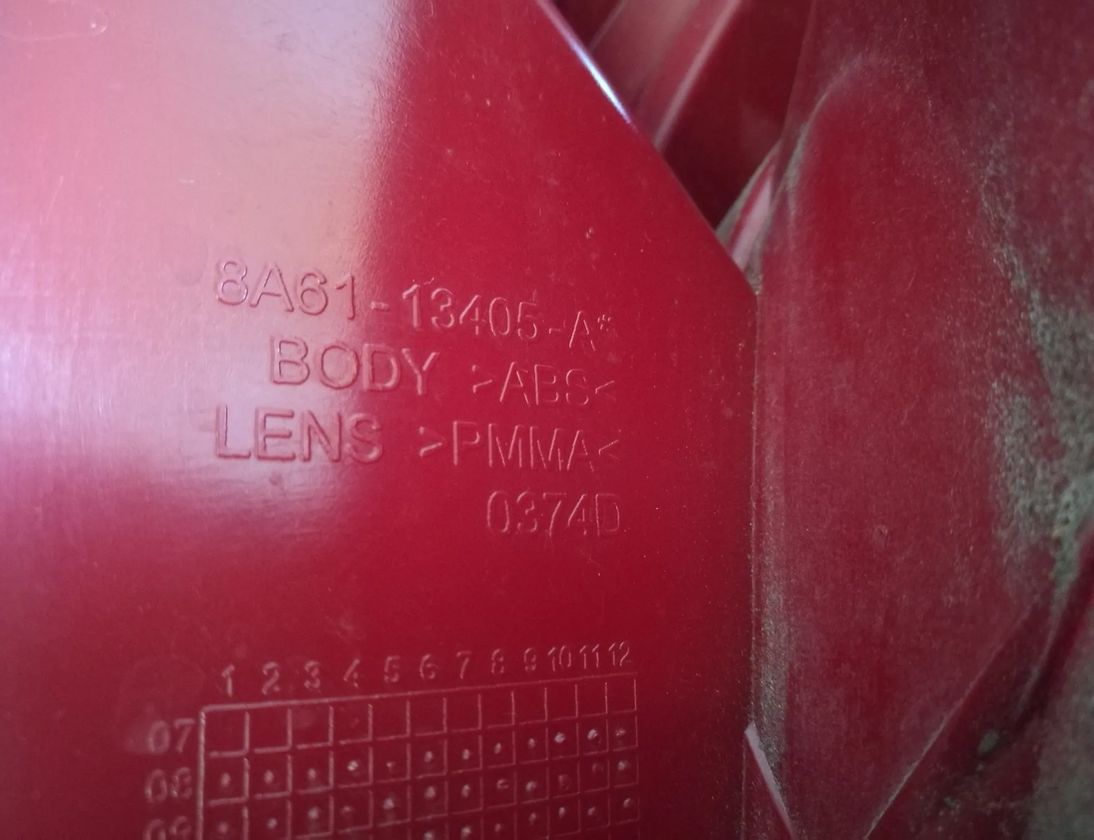 8A61-13405-A*
BODY >ABS<
LENS >PMMA<
0374D
1 2 3 4 5 6 7 8 9 10 11 12
07
08
09